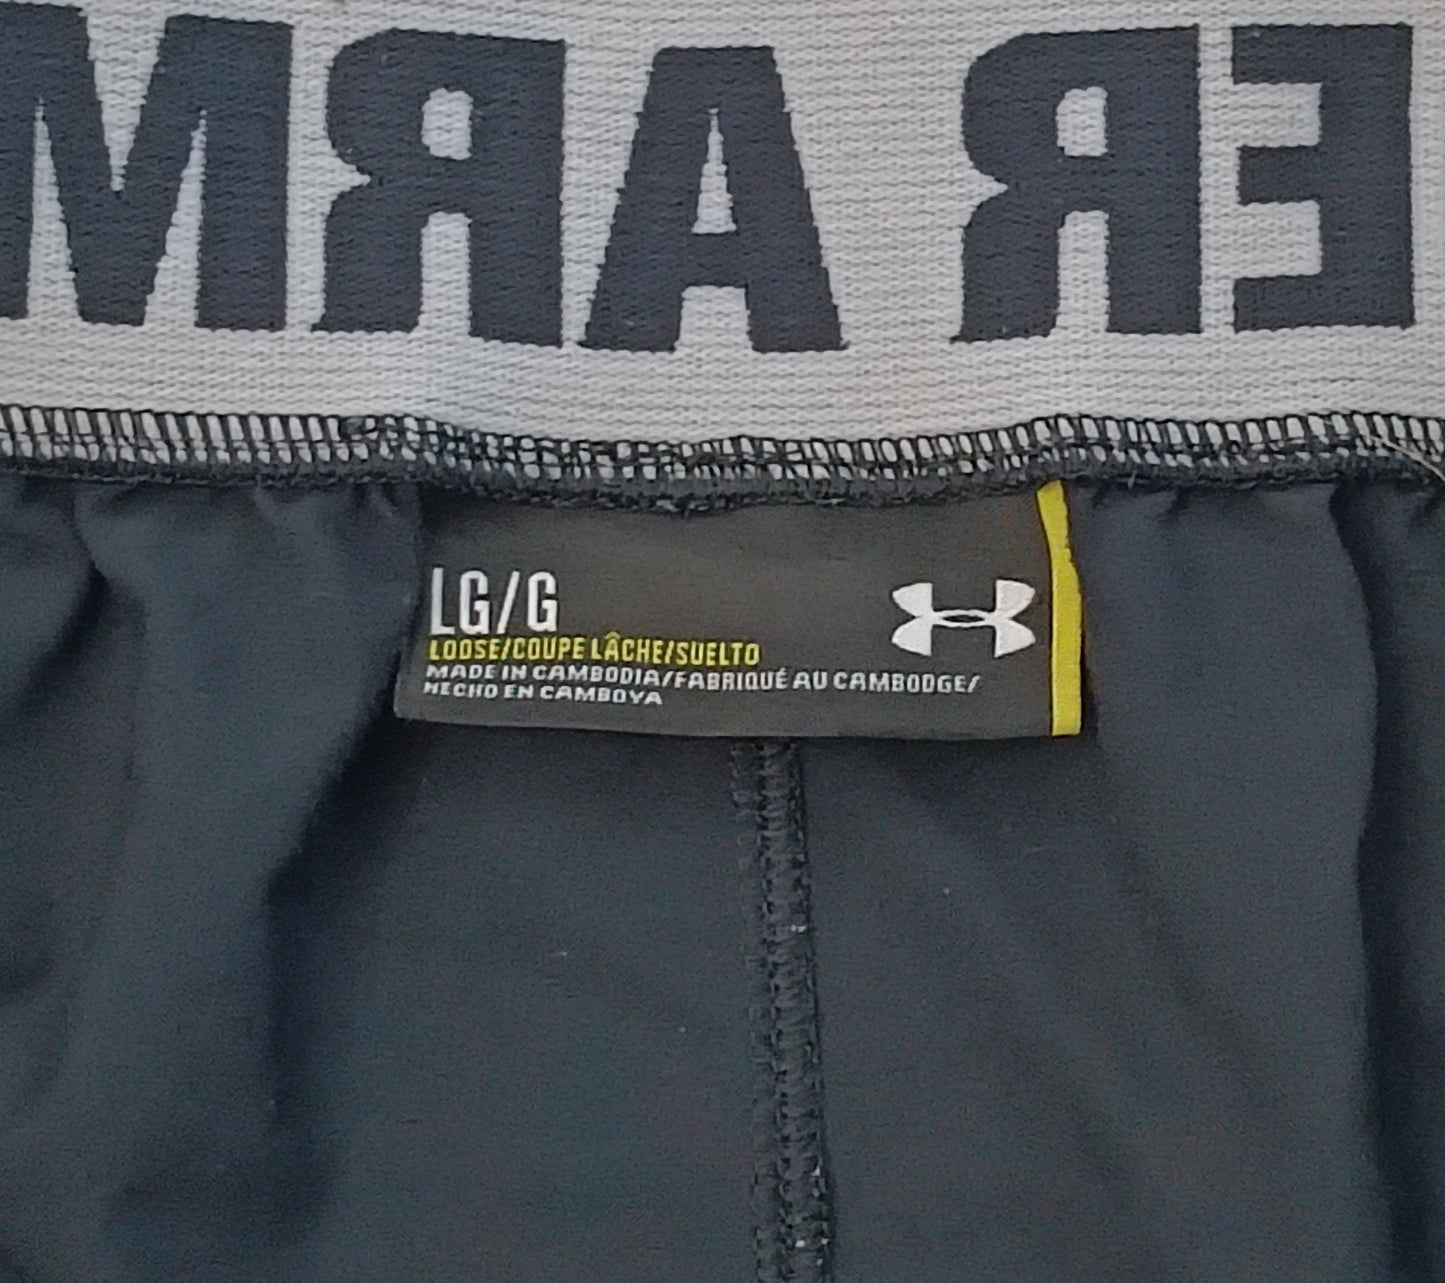 ER ARM
LG/G
LOOSE/COUPE LÂCHE/SUELTO
MADE IN CAMBODIA/FABRIQUÉ AU CAMBODGE/
HECHO EN CAMBOYA